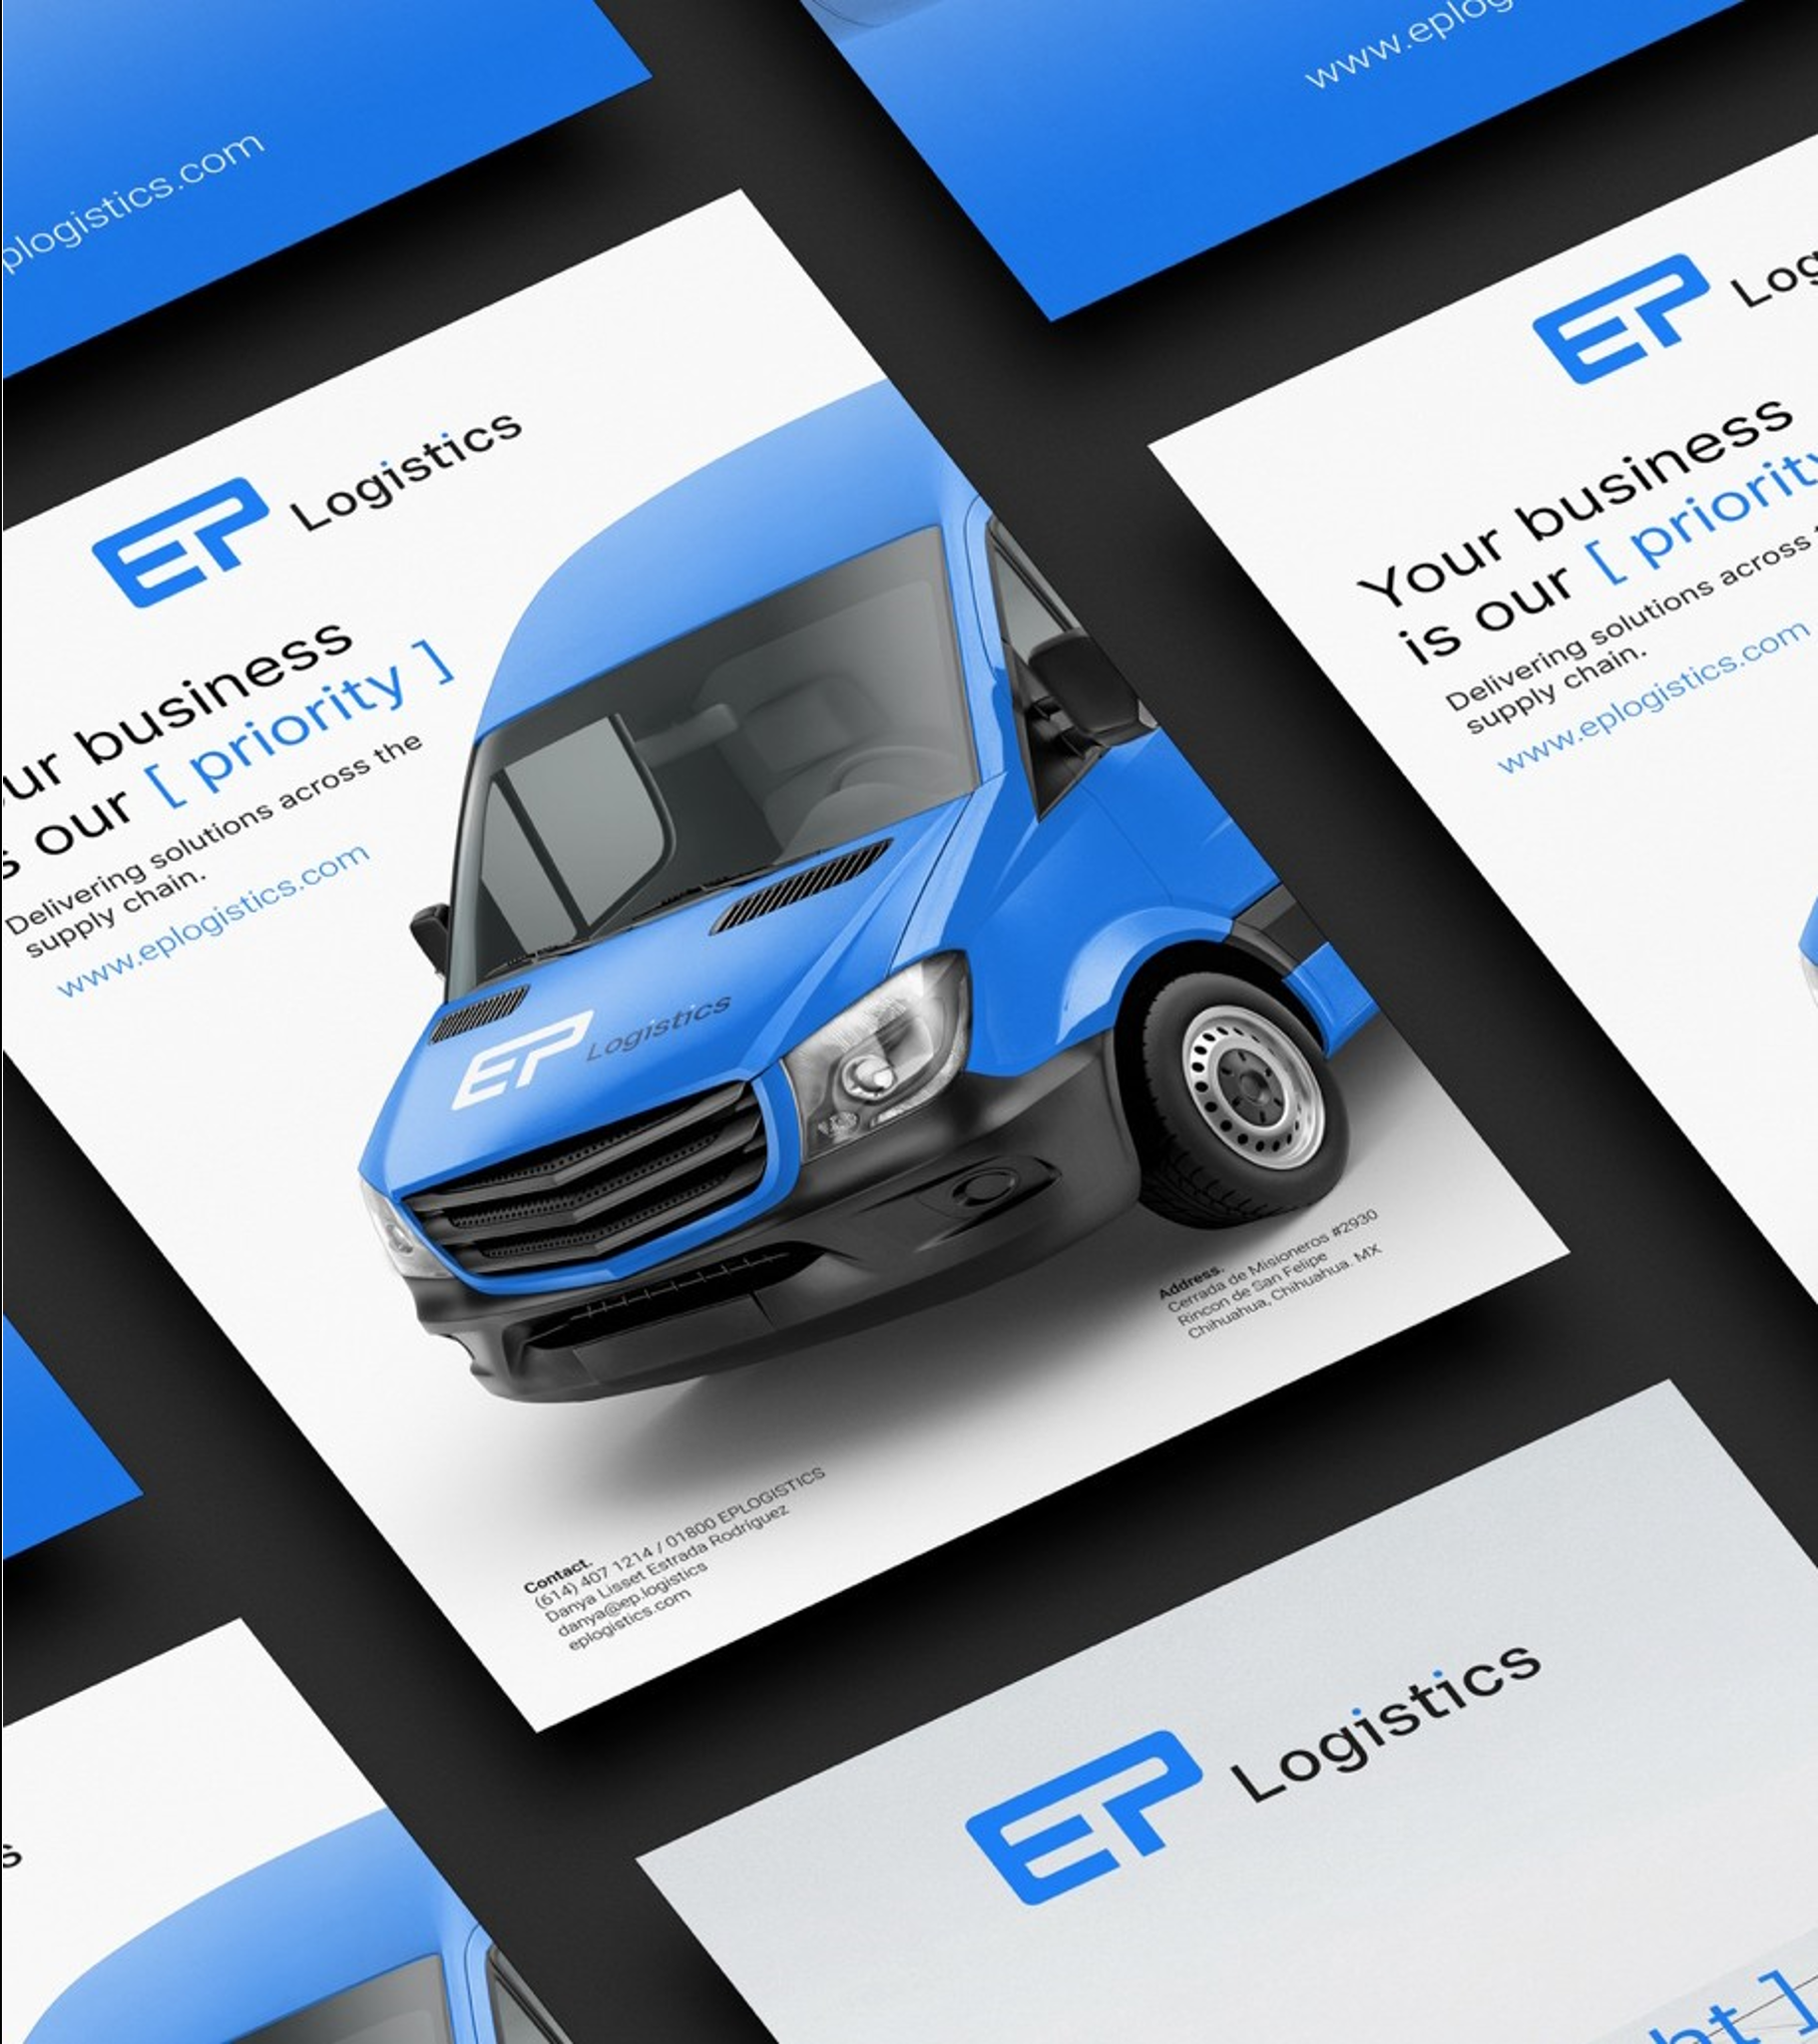 plogistics.com
www.eplog
EP Logistics
our business
s our [ priority ]
Delivering solutions across the
supply chain.
www.eplogistics.com
EP Logistics
Address.
Cerrada de Misioneros #2930
Rincon de San Felipe
Chihuahua, Chihuahua. MX
Contact.
(614) 407 1214 / 01800 EPLOGISTICS
Danya Lisset Estrada Rodríguez
danya@ep.logistics
eplogistics.com
EP Log
Your business
is our [ priority
Delivering solutions across
supply chain.
www.eplogistics.com
s
EP Logistics
ht ]